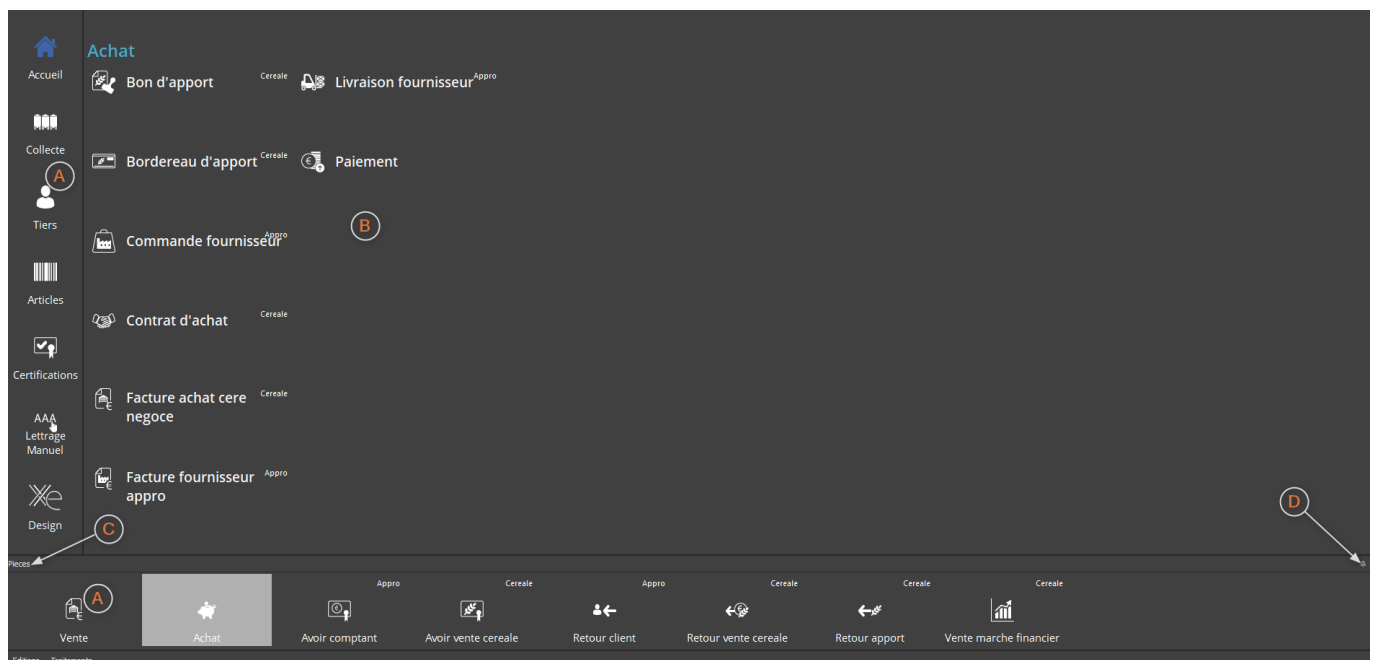 Accueil
Collecte
A
Tiers
Articles
Certifications
AAA
Lettrage
Manuel
Design
Achat
Bon d'apport Cereale
Livraison fournisseur Appro
Bordereau d'apport Cereale
Paiement
B
Commande fournisseur Appro
Contrat d'achat Cereale
Facture achat cere Cereale
negoce
Facture fournisseur Appro
appro
C
D
Pieces
A
Vente
Achat
Appro
Avoir comptant
Cereale
Avoir vente cereale
Appro
Retour client
Cereale
Retour vente cereale
Cereale
Retour apport
Cereale
Vente marche financier
Editions Traitements